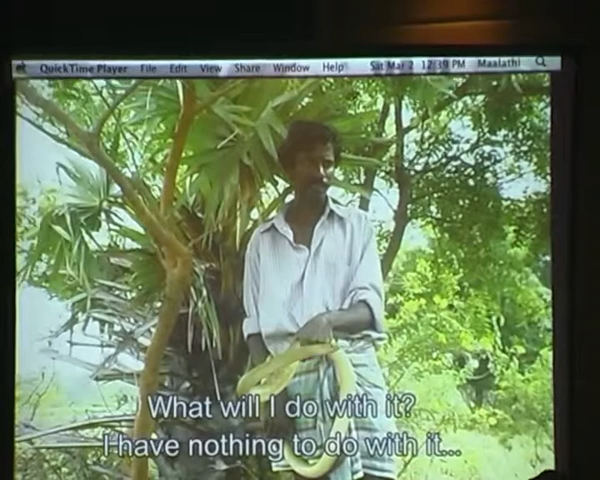 QuickTime Player File Edit View Share Window Help Sat Mar 2 12:39 PM Maalathi
What will I do with it?
I have nothing to do with it...